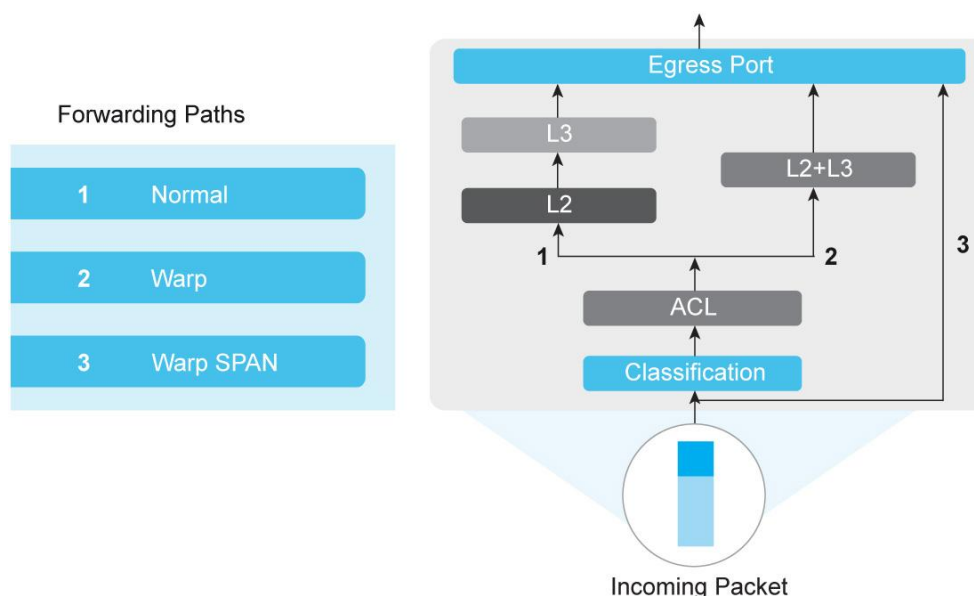 Forwarding Paths
1 Normal
2 Warp
3 Warp SPAN
Egress Port
L3
L2
L2+L3
1
2
3
ACL
Classification
Incoming Packet